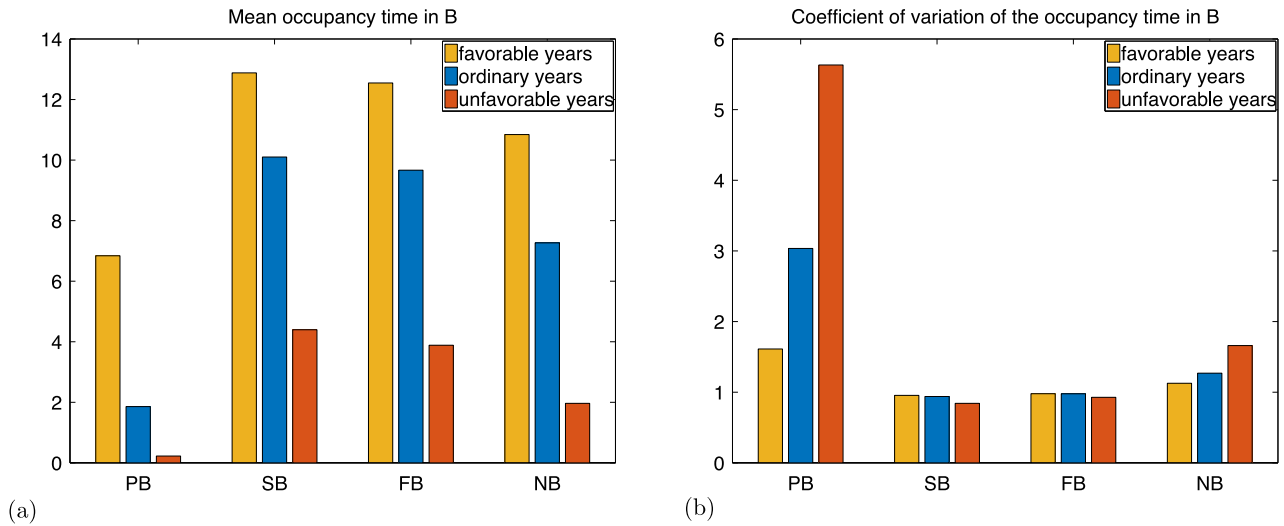 Mean occupancy time in B
14
12
10
8
6
4
2
0
favorable years
ordinary years
unfavorable years
PB SB FB NB
(a)
Coefficient of variation of the occupancy time in B
6
5
4
3
2
1
0
favorable years
ordinary years
unfavorable years
PB SB FB NB
(b)